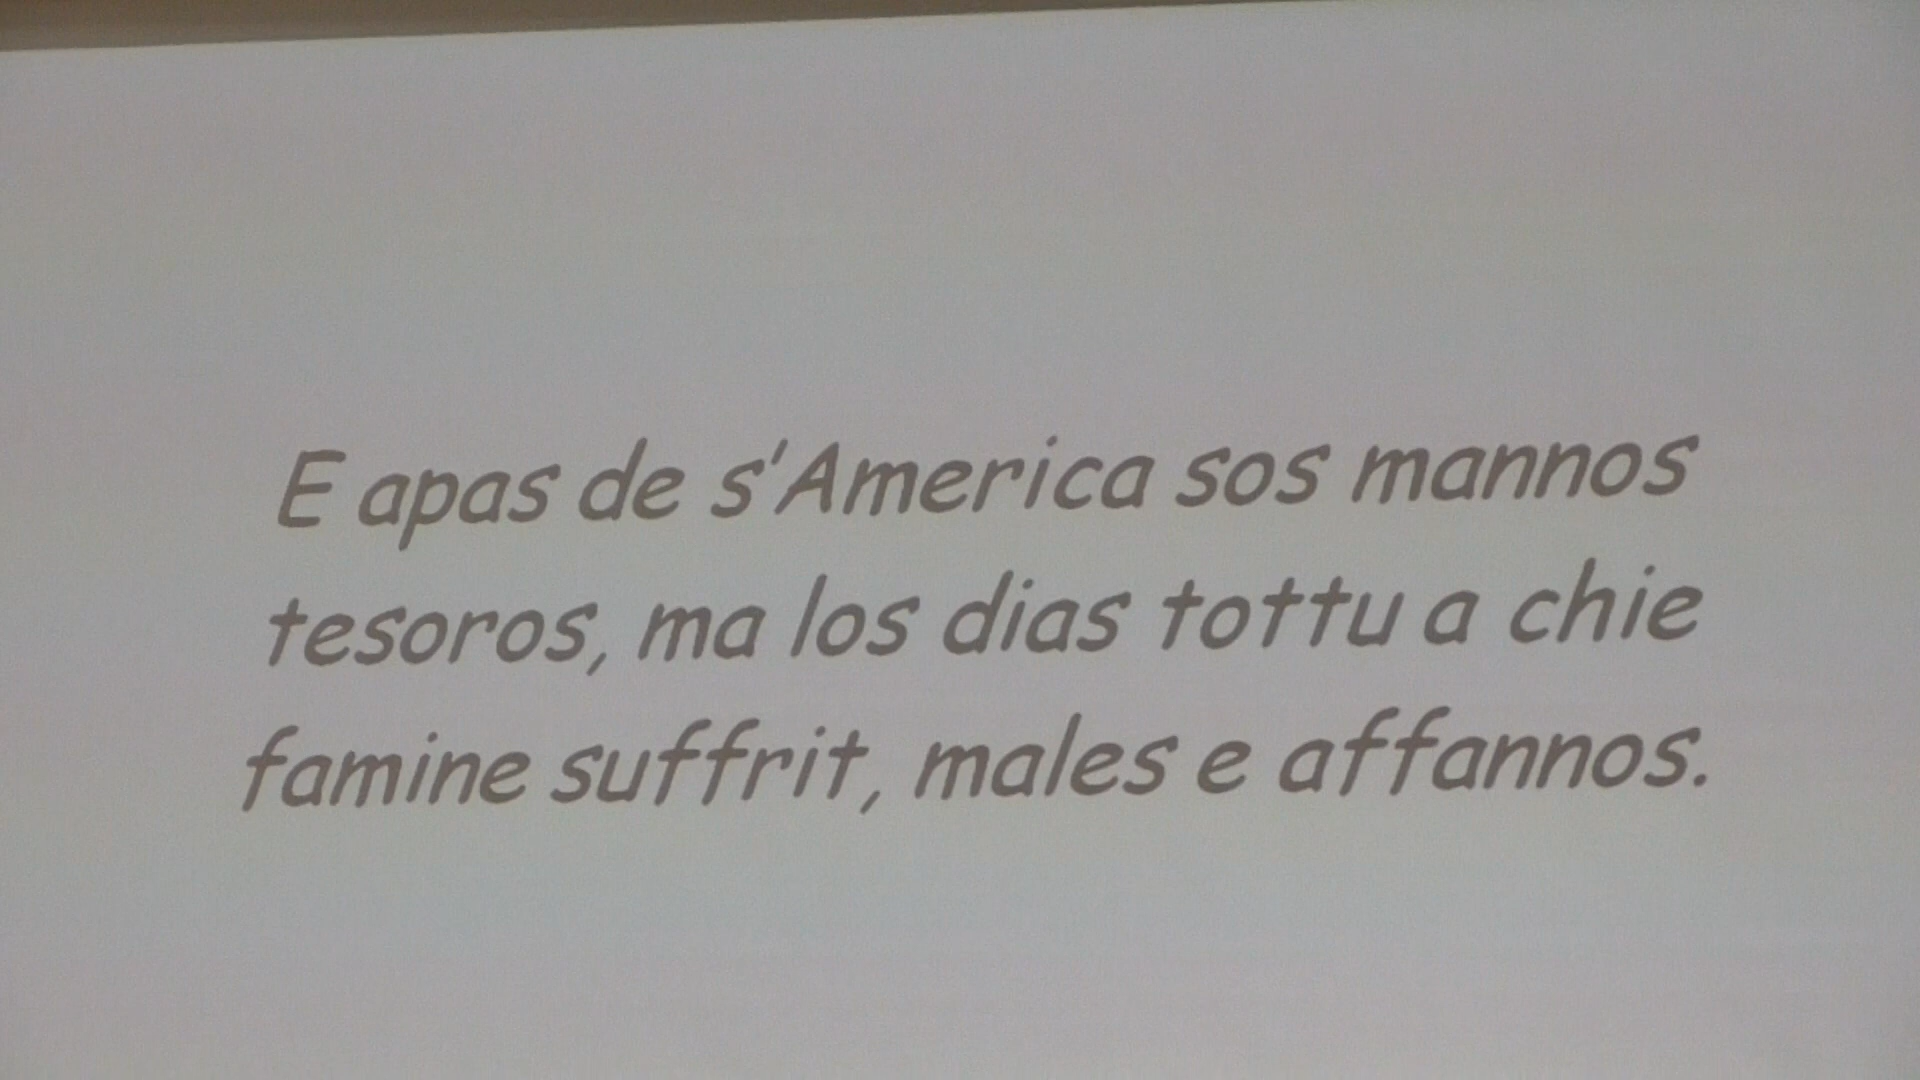 E apas de s'America sos mannos
tesoros, ma los dias tottu a chie
famine suffrit, males e affannos.